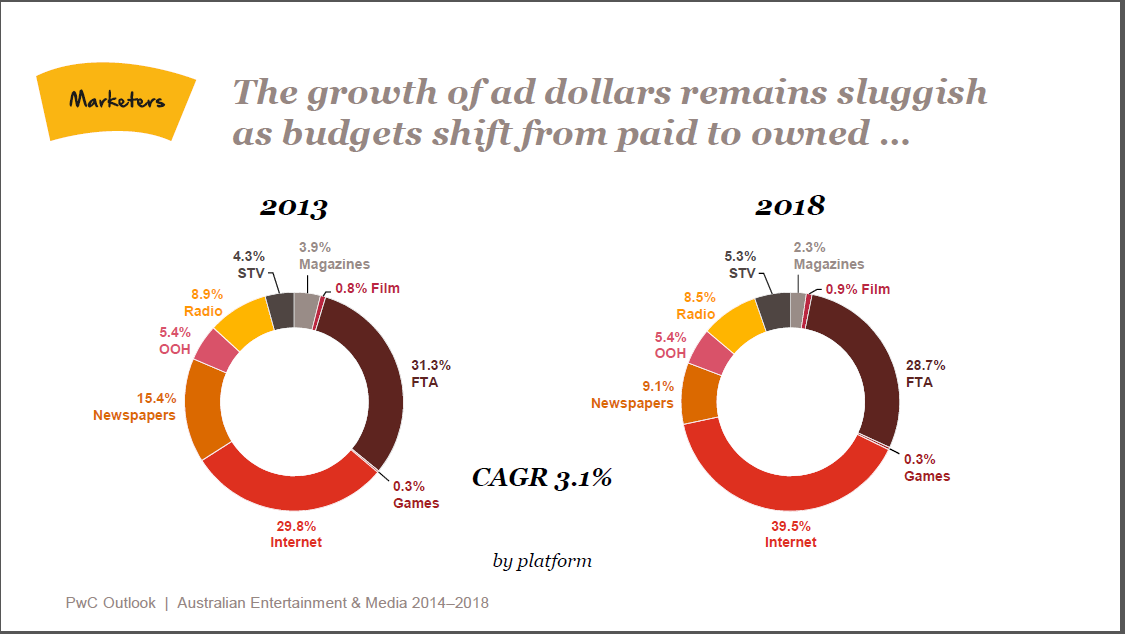 Marketers
The growth of ad dollars remains sluggish
as budgets shift from paid to owned ...
2013
3.9%
Magazines
4.3%
STV
0.8% Film
8.9%
Radio
5.4%
OOH
31.3%
FTA
15.4%
Newspapers
0.3%
Games
29.8%
Internet
2018
2.3%
Magazines
5.3%
STV
0.9% Film
8.5%
Radio
5.4%
OOH
28.7%
FTA
9.1%
Newspapers
0.3%
Games
39.5%
Internet
CAGR 3.1%
by platform
PwC Outlook | Australian Entertainment & Media 2014–2018